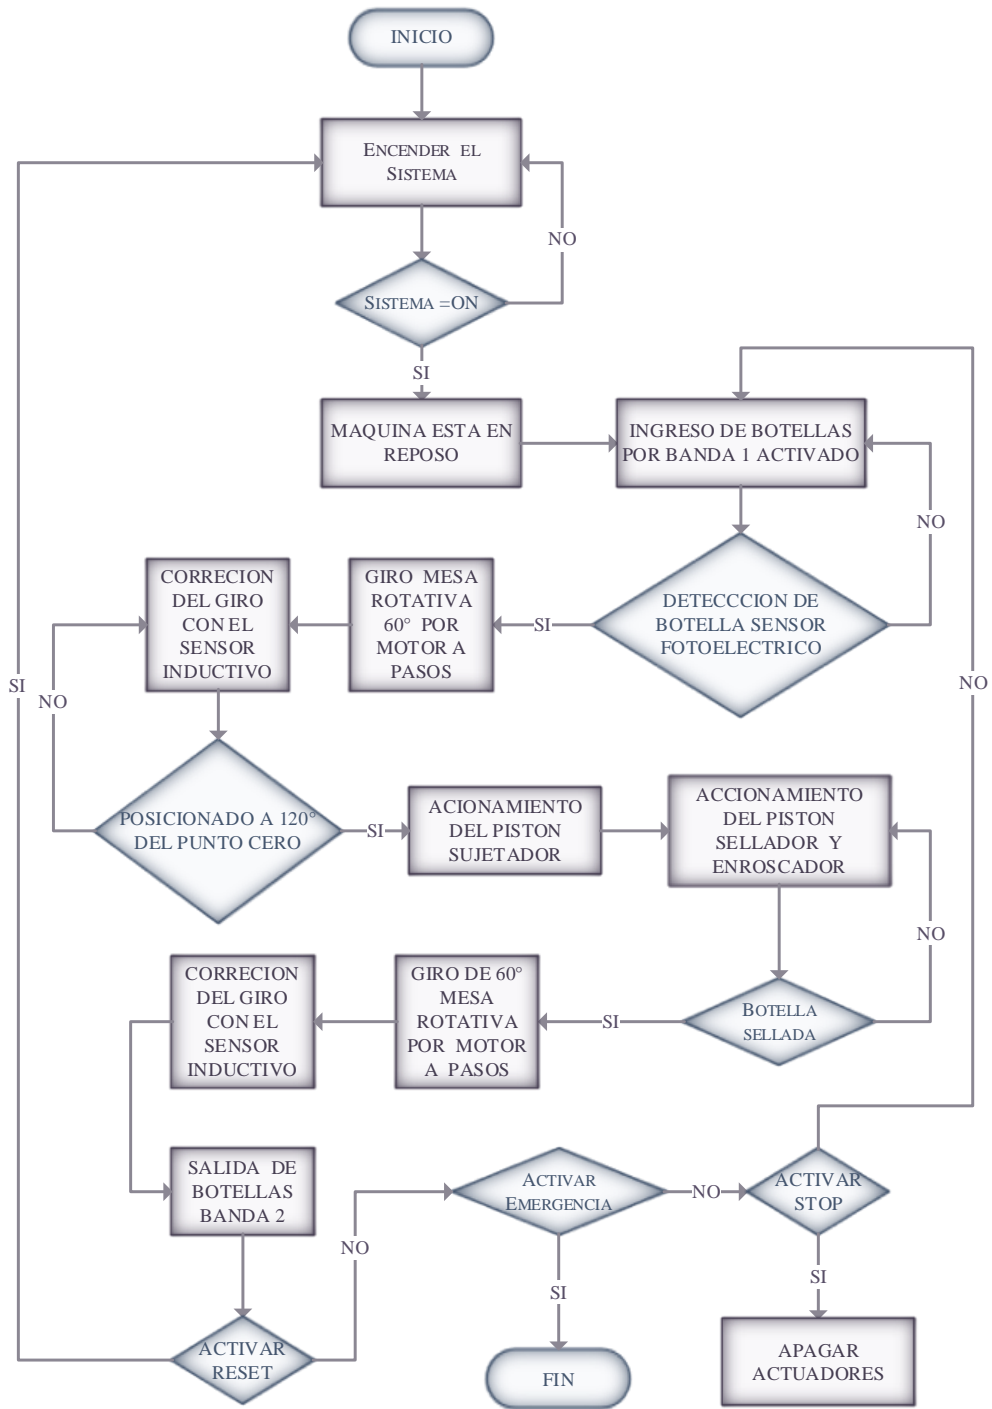 INICIO
ENCENDER EL
SISTEMA
NO
SISTEMA =ON
SI
MAQUINA ESTA EN
REPOSO
INGRESO DE BOTELLAS
POR BANDA 1 ACTIVADO
NO
DETECCCION DE
BOTELLA SENSOR
FOTOELECTRICO
SI
GIRO MESA
ROTATIVA
60° POR
MOTOR A
PASOS
CORRECION
DEL GIRO
CON EL
SENSOR
INDUCTIVO
SI
NO
NO
POSICIONADO A 120°
DEL PUNTO CERO
SI
ACIONAMIENTO
DEL PISTON
SUJETADOR
ACCIONAMIENTO
DEL PISTON
SELLADOR Y
ENROSCADOR
NO
BOTELLA
SELLADA
SI
GIRO DE 60°
MESA
ROTATIVA
POR MOTOR
A PASOS
CORRECION
DEL GIRO
CON EL
SENSOR
INDUCTIVO
SALIDA DE
BOTELLAS
BANDA 2
NO
ACTIVAR
EMERGENCIA
NO
ACTIVAR
STOP
SI
SI
ACTIVAR
RESET
FIN
APAGAR
ACTUADORES